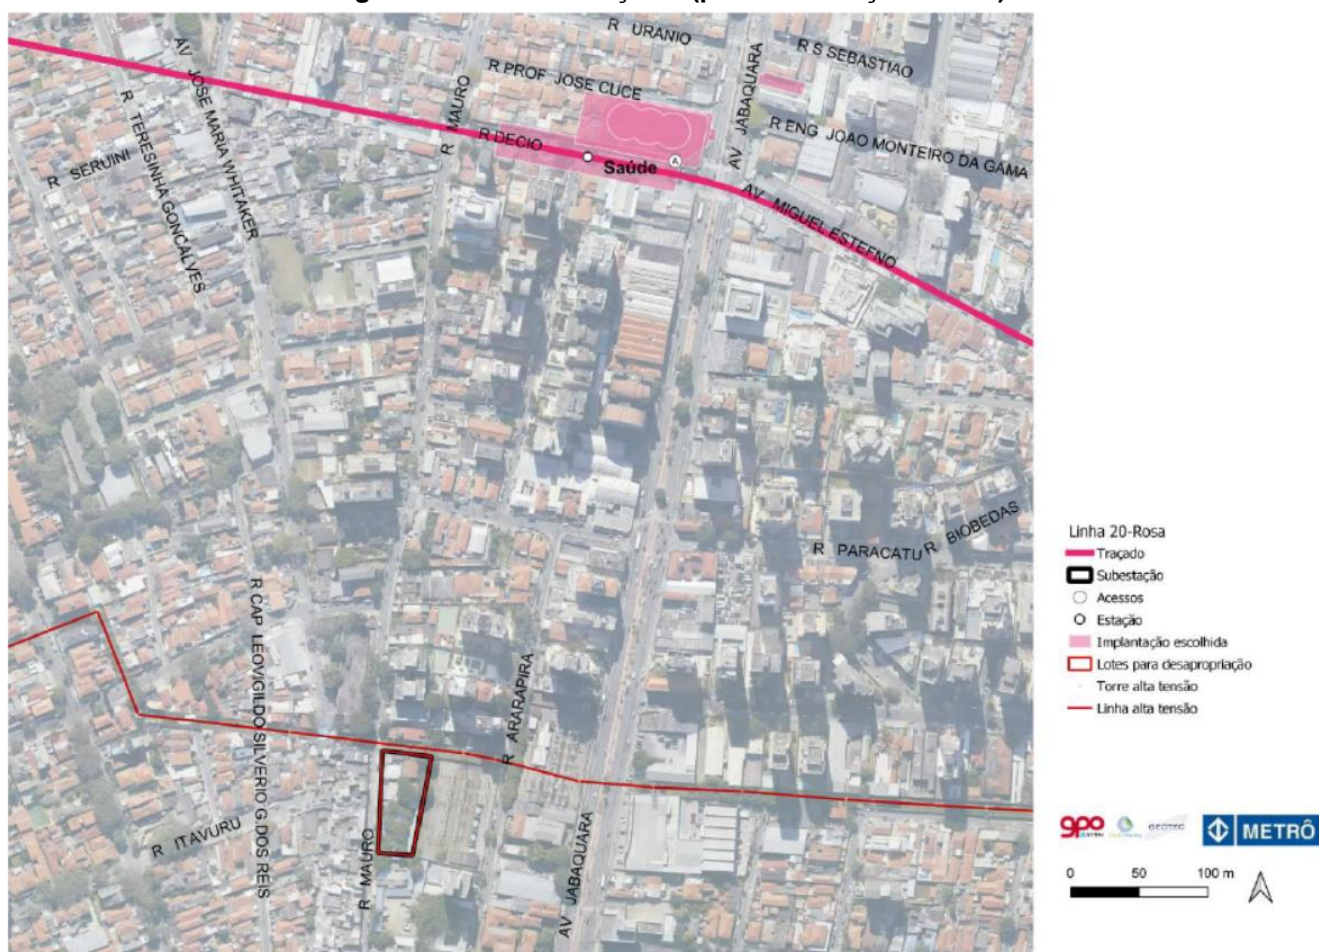 R URANIO
R S SEBASTIAO
AV JOSE MARIA WHITAKER
R PROF JOSE CUCE
AV JABAQUARA
R MAURO
R TERESINHA GONCALVES
R SERUINI
R DECIO
A
Saúde
R ENG JOAO MONTEIRO DA GAMA
AV MIGUEL ESTEFNO
R PARACATU
R BIOBEDAS
R CAP LEOVIGILDO SILVERIO G.DOS REIS
R ARARAPIRA
R ITAVURU
R MAURO
AV JABAQUARA
Linha 20-Rosa
Traçado
Subestação
Acessos
Estação
Implantação escolhida
Lotes para desapropriação
Torre alta tensão
Linha alta tensão
gpo
GEOTEC
METRÔ
0 50 100 m